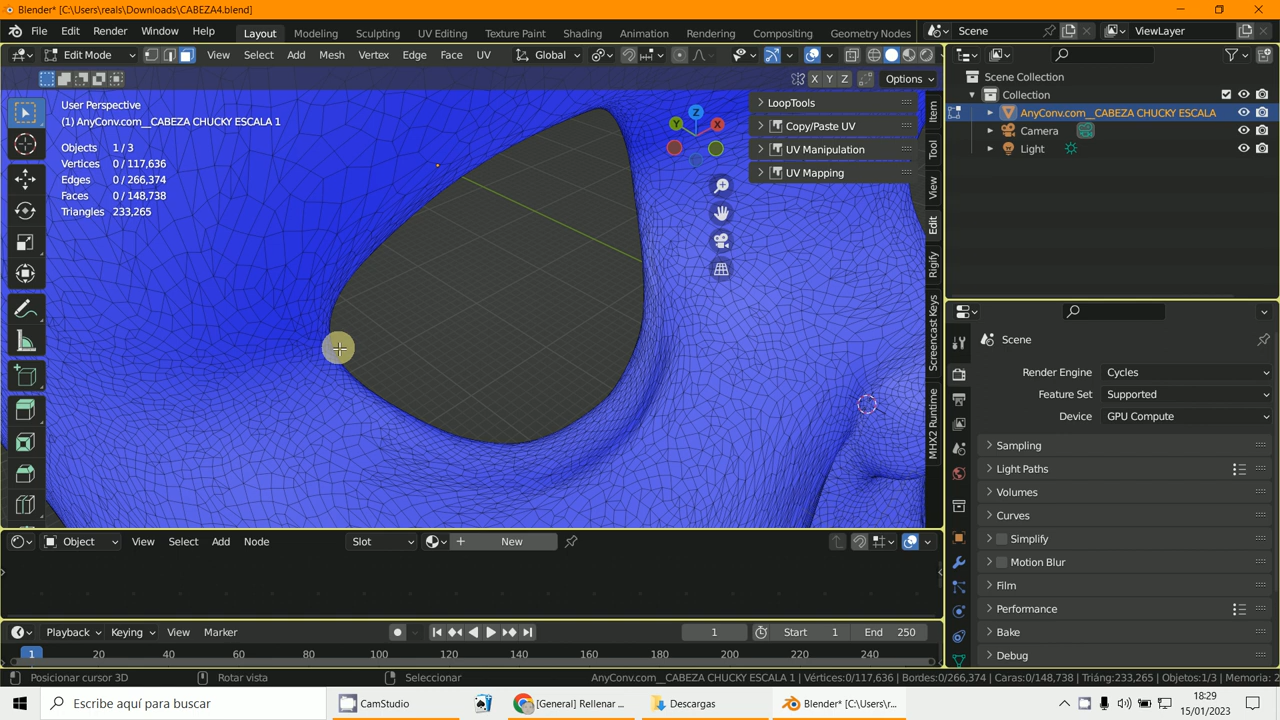 Blender* [C:\Users\reals\Downloads\CABEZA4.blend]
File Edit Render Window Help Layout Modeling Sculpting UV Editing Texture Paint Shading Animation Rendering Compositing Geometry Nodes Scene ViewLayer
Edit Mode View Select Add Mesh Vertex Edge Face UV Global
X Y Z Options
User Perspective
(1) AnyConv.com__CABEZA CHUCKY ESCALA 1
Objects 1 / 3
Vertices 0 / 117,636
Edges 0 / 266,374
Faces 0 / 148,738
Triangles 233,265
Z
Y X
LoopTools
Copy/Paste UV
UV Manipulation
UV Mapping
Item
Tool
View
Edit
Rigify
Screencast Keys
MHX2 Runtime
Scene Collection
Collection
AnyConv.com__CABEZA CHUCKY ESCALA
Camera
Light
Scene
Render Engine Cycles
Feature Set Supported
Device GPU Compute
Sampling
Light Paths
Volumes
Curves
Simplify
Motion Blur
Film
Performance
Bake
Debug
Object View Select Add Node Slot New
Playback Keying View Marker 1 Start 1 End 250
1 20 40 60 80 100 120 140 160 180 200 220 240
Posicionar cursor 3D Rotar vista Seleccionar AnyConv.com__CABEZA CHUCKY ESCALA 1 | Vértices:0/117,636 | Bordes:0/266,374 | Caras:0/148,738 | Triáng:233,265 | Objetos:1/3 | Memoria: 2
Escribe aquí para buscar CamStudio [General] Rellenar ... Descargas Blender* [C:\Users\r... 18:29
15/01/2023